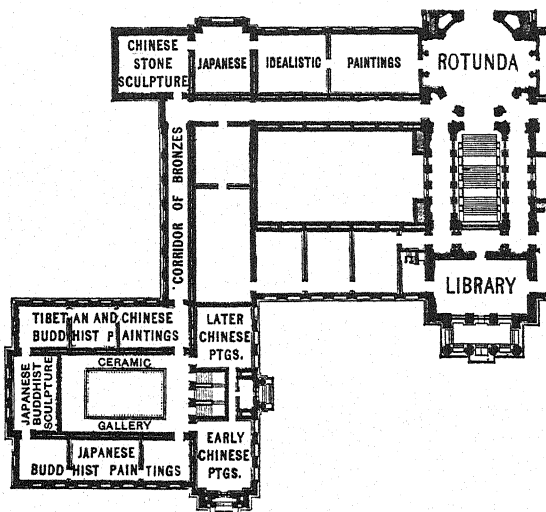 CHINESE
STONE
SCULPTURE
JAPANESE
IDEALISTIC
PAINTINGS
ROTUNDA
CORRIDOR OF BRONZES
LIBRARY
TIBETAN AND CHINESE
BUDDHIST PAINTINGS
LATER
CHINESE
PTGS.
JAPANESE
BUDDHIST
SCULPTURE
CERAMIC
GALLERY
JAPANESE
BUDDHIST PAINTINGS
EARLY
CHINESE
PTGS.